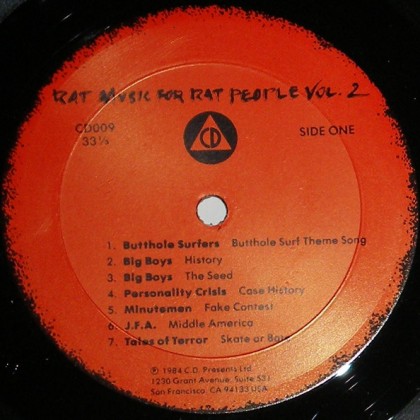 RAT MUSIC FOR RAT PEOPLE VOL. 2
CD009
33⅓
CD
SIDE ONE
1. Butthole Surfers Butthole Surf Theme Song
2. Big Boys History
3. Big Boys The Seed
4. Personality Crisis Case History
5. Minutemen Fake Contest
6. J.F.A. Middle America
7. Tales of Terror Skate or
℗ 1984 C.D. Presents Ltd.
1230 Grant Avenue, Suite 531
San Francisco, CA 94133 USA